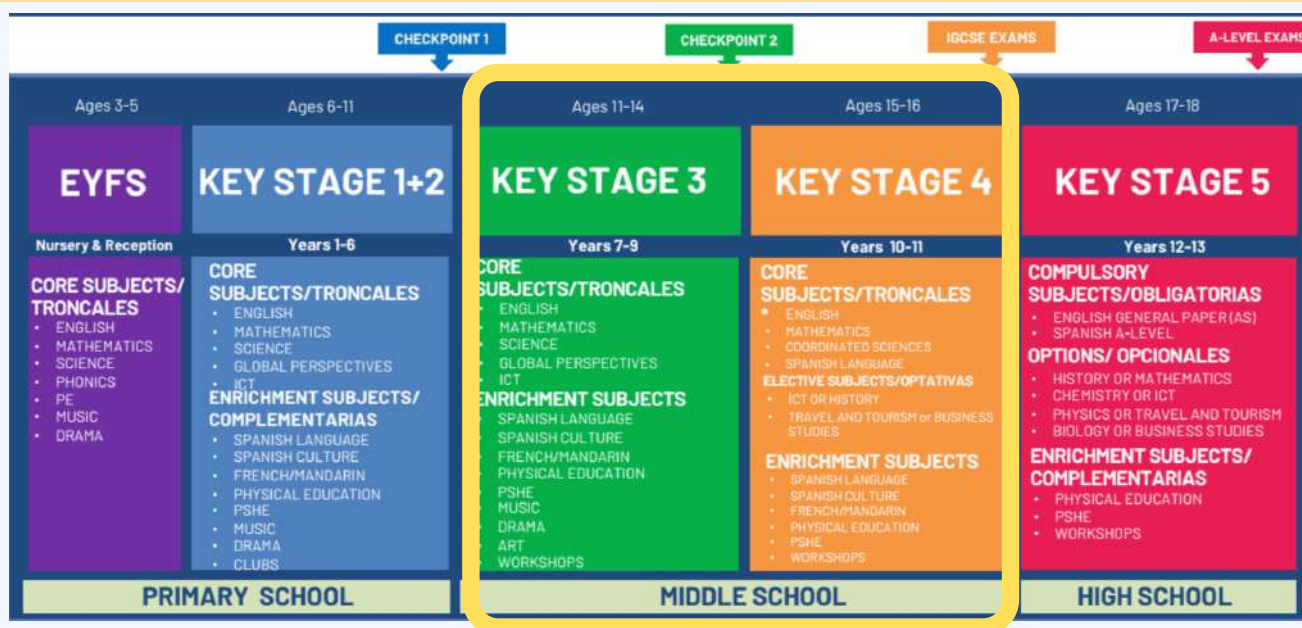 CHECKPOINT 1
CHECKPOINT 2
IGCSE EXAMS
A-LEVEL EXAMS
Ages 3-5
EYFS
Nursery & Reception
CORE SUBJECTS/
TRONCALES
• ENGLISH
• MATHEMATICS
• SCIENCE
• PHONICS
• PE
• MUSIC
• DRAMA
Ages 6-11
KEY STAGE 1+2
Years 1-6
CORE
SUBJECTS/TRONCALES
• ENGLISH
• MATHEMATICS
• SCIENCE
• GLOBAL PERSPECTIVES
• ICT
ENRICHMENT SUBJECTS/
COMPLEMENTARIAS
• SPANISH LANGUAGE
• SPANISH CULTURE
• FRENCH/MANDARIN
• PHYSICAL EDUCATION
• PSHE
• MUSIC
• DRAMA
• CLUBS
Ages 11-14
KEY STAGE 3
Years 7-9
CORE
SUBJECTS/TRONCALES
• ENGLISH
• MATHEMATICS
• SCIENCE
• GLOBAL PERSPECTIVES
• ICT
ENRICHMENT SUBJECTS
• SPANISH LANGUAGE
• SPANISH CULTURE
• FRENCH/MANDARIN
• PHYSICAL EDUCATION
• PSHE
• MUSIC
• DRAMA
• ART
• WORKSHOPS
Ages 15-16
KEY STAGE 4
Years 10-11
CORE
SUBJECTS/TRONCALES
• ENGLISH
• MATHEMATICS
• COORDINATED SCIENCES
• SPANISH LANGUAGE
ELECTIVE SUBJECTS/OPTATIVAS
• ICT OR HISTORY
• TRAVEL AND TOURISM or BUSINESS
STUDIES
ENRICHMENT SUBJECTS
• SPANISH LANGUAGE
• SPANISH CULTURE
• FRENCH/MANDARIN
• PHYSICAL EDUCATION
• PSHE
• WORKSHOPS
Ages 17-18
KEY STAGE 5
Years 12-13
COMPULSORY
SUBJECTS/OBLIGATORIAS
• ENGLISH GENERAL PAPER (AS)
• SPANISH A-LEVEL
OPTIONS/ OPCIONALES
• HISTORY OR MATHEMATICS
• CHEMISTRY OR ICT
• PHYSICS OR TRAVEL AND TOURISM
• BIOLOGY OR BUSINESS STUDIES
ENRICHMENT SUBJECTS/
COMPLEMENTARIAS
• PHYSICAL EDUCATION
• PSHE
• WORKSHOPS
PRIMARY SCHOOL
MIDDLE SCHOOL
HIGH SCHOOL